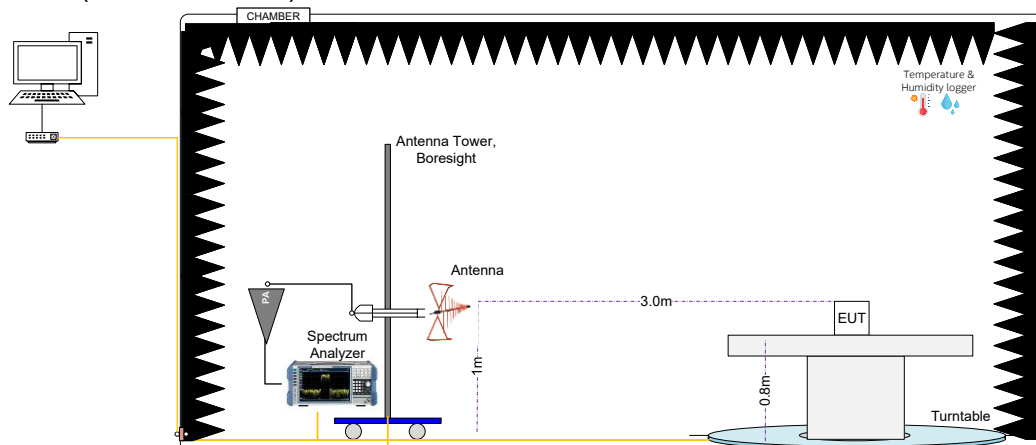 CHAMBER
Temperature &
Humidity logger
Antenna Tower,
Boresight
Antenna
PA
3.0m
EUT
Spectrum
Analyzer
1m
0.8m
Turntable